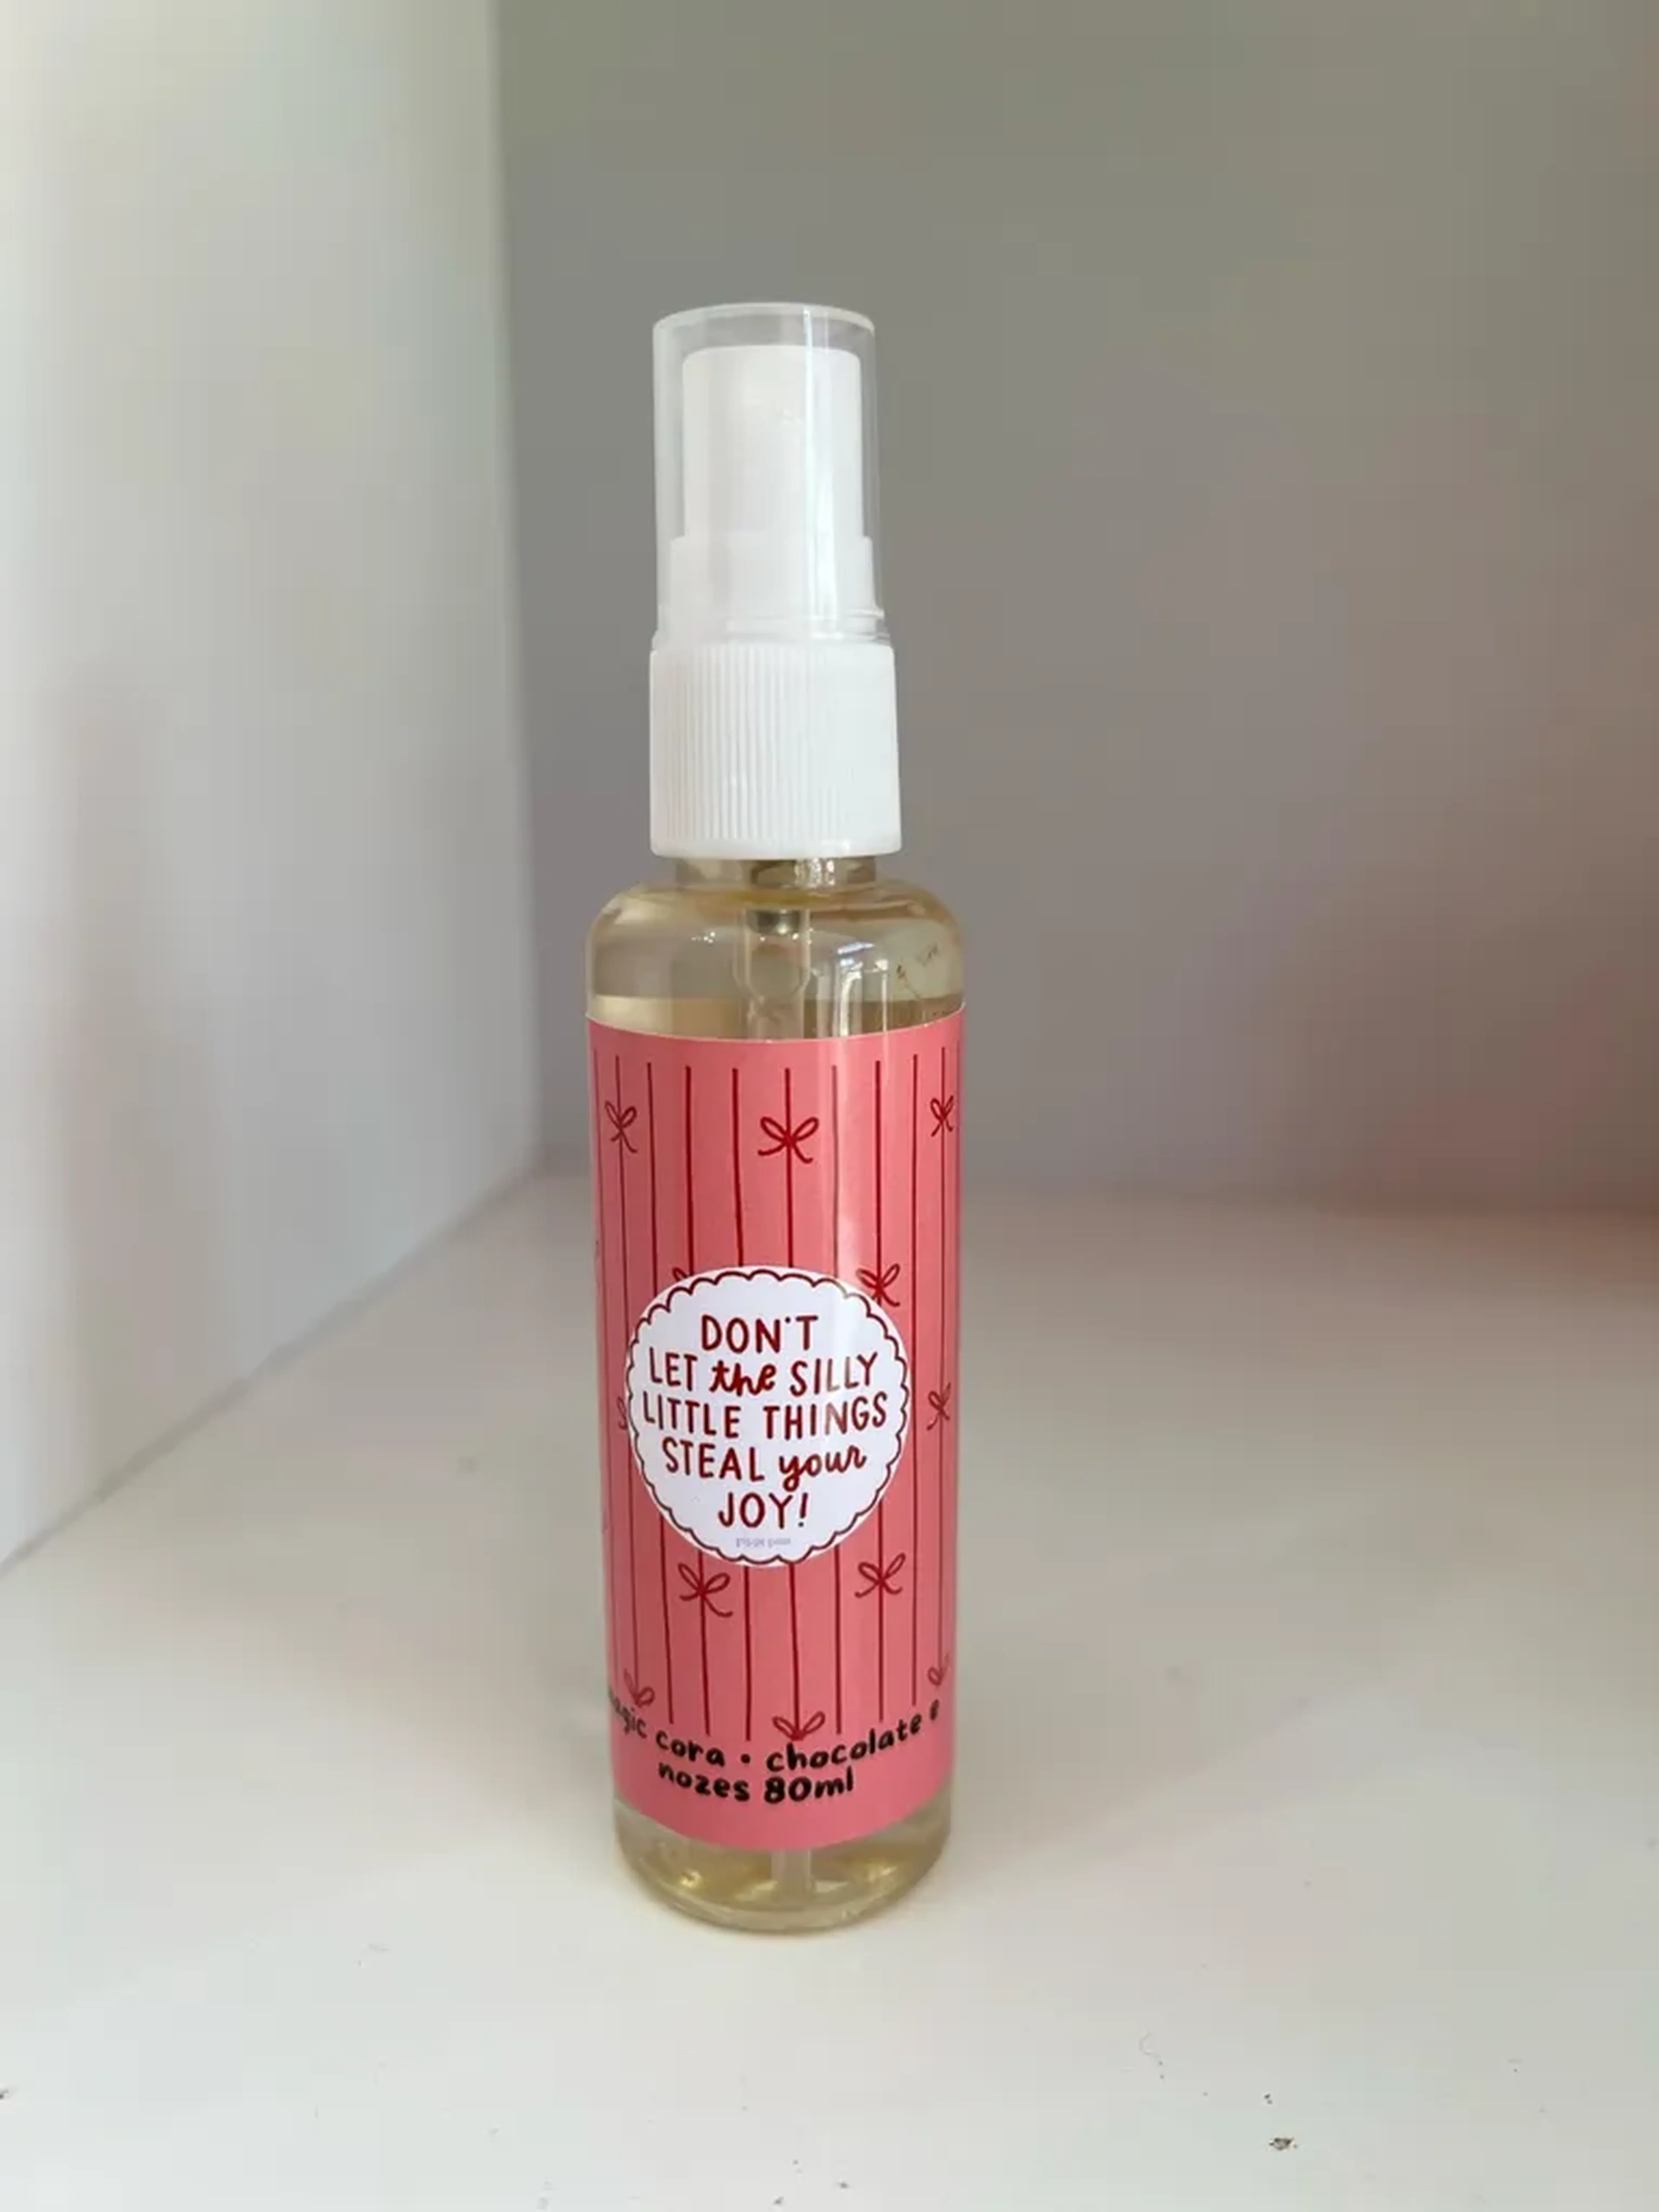 DON'T
LET the SILLY
LITTLE THINGS
STEAL your
JOY!
cora • chocolate e
nozes 80ml